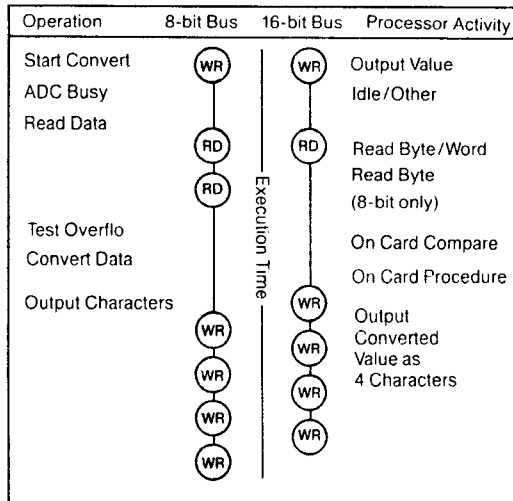 Operation 8-bit Bus 16-bit Bus Processor Activity
Start Convert WR WR Output Value
ADC Busy Idle/Other
Read Data
RD RD Read Byte/Word
RD Read Byte
(8-bit only)
Execution Time
Test Overflo On Card Compare
Convert Data On Card Procedure
Output Characters WR Output
WR WR Converted
WR WR Value as
WR WR 4 Characters
WR